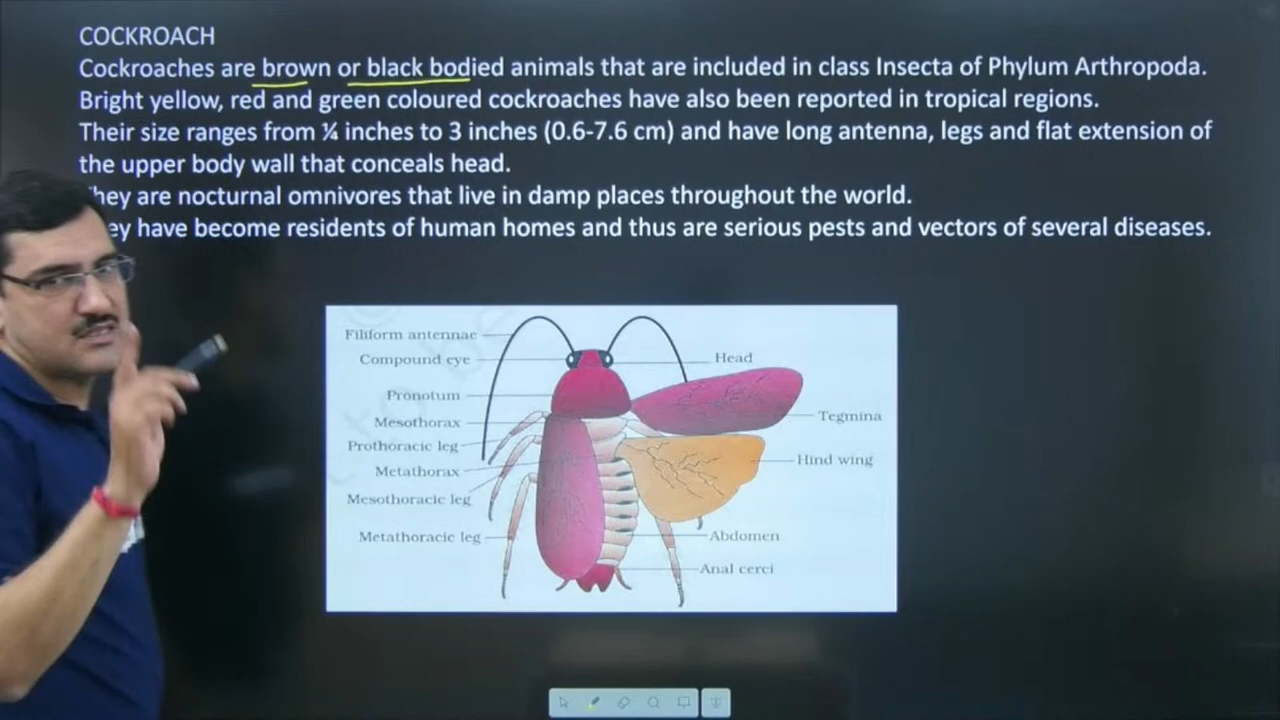 COCKROACH
Cockroaches are brown or black bodied animals that are included in class Insecta of Phylum Arthropoda.
Bright yellow, red and green coloured cockroaches have also been reported in tropical regions.
Their size ranges from ¼ inches to 3 inches (0.6-7.6 cm) and have long antenna, legs and flat extension of
the upper body wall that conceals head.
hey are nocturnal omnivores that live in damp places throughout the world.
ey have become residents of human homes and thus are serious pests and vectors of several diseases.
Filiform antennae
Compound eye
Head
Pronotum
Tegmina
Mesothorax
Prothoracic leg
Hind wing
Metathorax
Mesothoracic leg
Metathoracic leg
Abdomen
Anal cerci